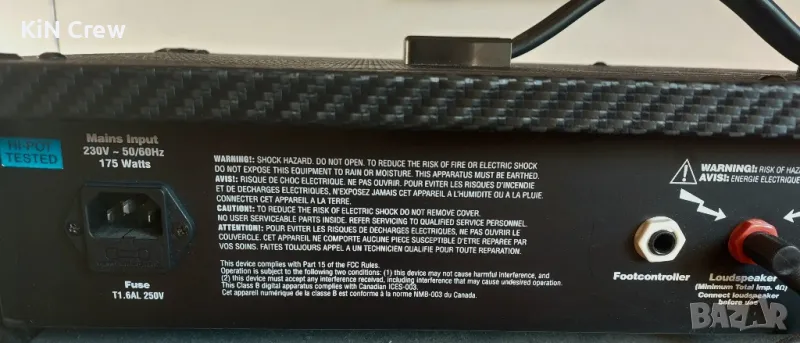 KiN Crew
HI-POT
TESTED
Mains Input
230V ~ 50/60Hz
175 Watts
Fuse
T1.6AL 250V
WARNING!: SHOCK HAZARD. DO NOT OPEN. TO REDUCE THE RISK OF FIRE OR ELECTRIC SHOCK
DO NOT EXPOSE THIS EQUIPMENT TO RAIN OR MOISTURE. THIS APPARATUS MUST BE EARTHED.
AVIS!: RISQUE DE CHOC ELECTRIQUE. NE PAS OUVRIR. POUR EVITER LES RISQUES D'INCENDIE
ET DE DECHARGES ELECTRIQUES, N'EXPOSEZ JAMAIS CET APPAREIL A L'HUMIDITE OU A LA PLUIE.
CONNECTER CET APPAREIL A LA TERRE.
CAUTION!: TO REDUCE THE RISK OF ELECTRIC SHOCK DO NOT REMOVE COVER.
NO USER SERVICEABLE PARTS INSIDE. REFER SERVICING TO QUALIFIED SERVICE PERSONNEL.
ATTENTION!: POUR EVITER LES RISQUES DE DECHARGES ELECTRIQUES, NE PAS OUVRIR LE
COUVERCLE. CET APPAREIL NE COMPORTE AUCUNE PIECE SUSCEPTIBLE D'ETRE REPAREE PAR
VOS SOINS. FAITES TOUJOURS APPEL A UN TECHNICIEN QUALIFIE POUR TOUTE REPARATION.
This device complies with Part 15 of the FCC Rules.
Operation is subject to the following two conditions: (1) this device may not cause harmful interference, and
(2) this device must accept any interference received, including interference that may cause undesired operation.
This Class B digital apparatus complies with Canadian ICES-003.
Cet appareil numérique de la classe B est conforme à la norme NMB-003 du Canada.
WARNING!: RISK OF HAZA
AVIS!: ENERGIE ELECTRIQUE
Footcontroller
Loudspeaker
(Minimum Total Imp. 4Ω)
Connect loudspeaker
before use
BAZAR